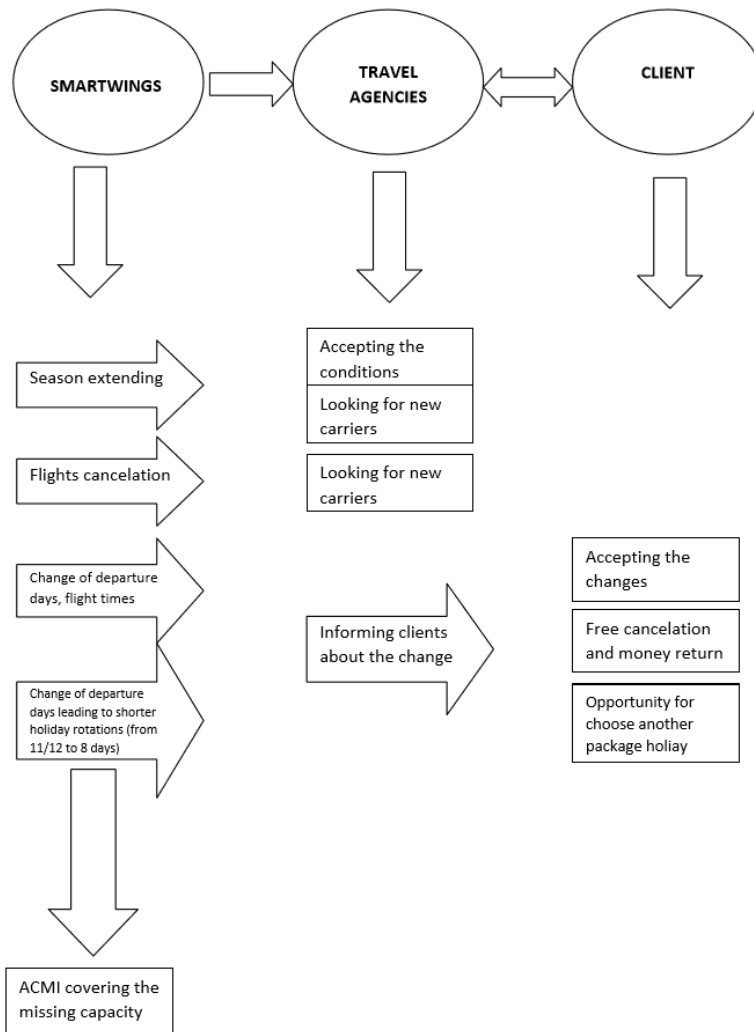 SMARTWINGS
TRAVEL
AGENCIES
CLIENT
Season extending
Accepting the
conditions
Looking for new
carriers
Flights cancelation
Looking for new
carriers
Change of departure
days, flight times
Informing clients
about the change
Accepting the
changes
Free cancelation
and money return
Change of departure
days leading to shorter
holiday rotations (from
11/12 to 8 days)
Opportunity for
choose another
package holiay
ACMI covering the
missing capacity